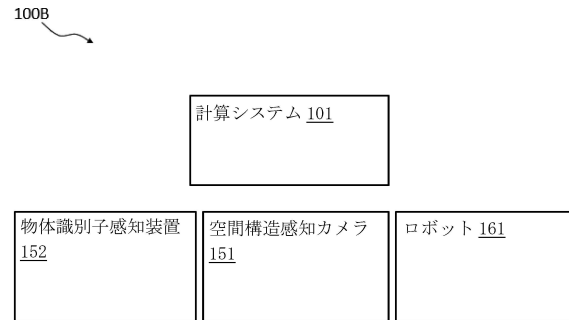 100B
計算システム 101
物体識別子感知装置
152
空間構造感知カメラ
151
ロボット 161